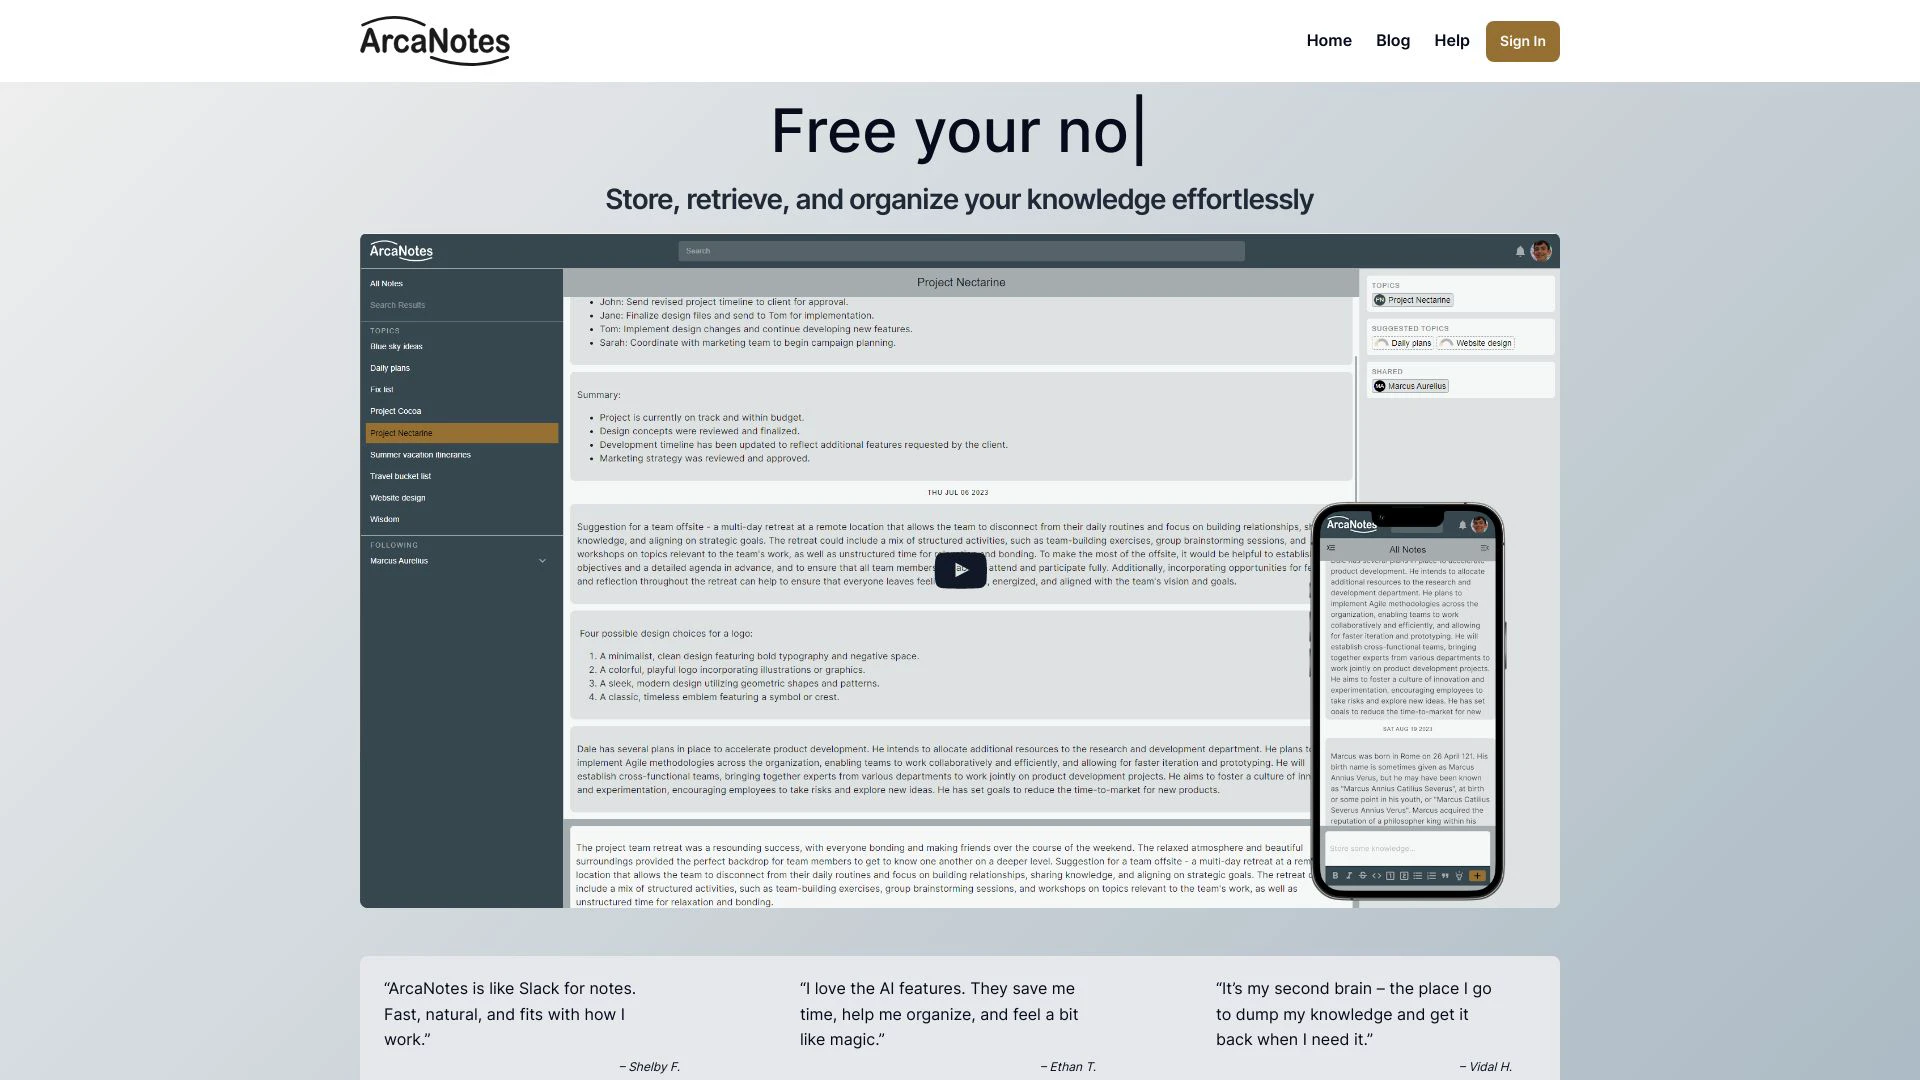 ArcaNotes
Home
Blog
Help
Sign In
Free your no
Store, retrieve, and organize your knowledge effortlessly
ArcaNotes
Search
All Notes
Search Results
TOPICS
Blue sky ideas
Daily plans
Fix list
Project Cocoa
Project Nectarine
Summer vacation itineraries
Travel bucket list
Website design
Wisdom
FOLLOWING
Marcus Aurelius
Project Nectarine
John: Send revised project timeline to client for approval.
Jane: Finalize design files and send to Tom for implementation.
Tom: Implement design changes and continue developing new features.
Sarah: Coordinate with marketing team to begin campaign planning.
Summary:
Project is currently on track and within budget.
Design concepts were reviewed and finalized.
Development timeline has been updated to reflect additional features requested by the client.
Marketing strategy was reviewed and approved.
THU JUL 06 2023
Suggestion for a team offsite - a multi-day retreat at a remote location that allows the team to disconnect from their daily routines and focus on building relationships,
knowledge, and aligning on strategic goals. The retreat could include a mix of structured activities, such as team-building exercises, group brainstorming sessions, and
workshops on topics relevant to the team's work, as well as unstructured time for and bonding. To make the most of the offsite, it would be helpful to
objectives and a detailed agenda in advance, and to ensure that all team members attend and participate fully. Additionally, incorporating opportunities for
and reflection throughout the retreat can help to ensure that everyone leaves energized, and aligned with the team's vision and goals.
Four possible design choices for a logo:
1. A minimalist, clean design featuring bold typography and negative space.
2. A colorful, playful logo incorporating illustrations or graphics.
3. A sleek, modern design utilizing geometric shapes and patterns.
4. A classic, timeless emblem featuring a symbol or crest.
Dale has several plans in place to accelerate product development. He intends to allocate additional resources to the research and development department. He plans
implement Agile methodologies across the organization, enabling teams to work collaboratively and efficiently, and allowing for faster iteration and prototyping. He will
establish cross-functional teams, bringing together experts from various departments to work jointly on product development projects. He aims to foster a culture of
and experimentation, encouraging employees to take risks and explore new ideas. He has set goals to reduce the time-to-market for new products.
The project team retreat was a resounding success, with everyone bonding and making friends over the course of the weekend. The relaxed atmosphere and beautiful
surroundings provided the perfect backdrop for team members to get to know one another on a deeper level. Suggestion for a team offsite - a multi-day retreat at a
location that allows the team to disconnect from their daily routines and focus on building relationships, sharing knowledge, and aligning on strategic goals. The retreat
include a mix of structured activities, such as team-building exercises, group brainstorming sessions, and workshops on topics relevant to the team's work, as well as
unstructured time for relaxation and bonding.
TOPICS
PN Project Nectarine
SUGGESTED TOPICS
Daily plans
Website design
SHARED
MA Marcus Aurelius
ArcaNotes
All Notes
Dale has several plans in place to accelerate
product development. He intends to allocate
additional resources to the research and
development department. He plans to
implement Agile methodologies across the
organization, enabling teams to work
collaboratively and efficiently, and allowing
for faster iteration and prototyping. He will
establish cross-functional teams, bringing
together experts from various departments to
work jointly on product development projects.
He aims to foster a culture of innovation and
experimentation, encouraging employees to
take risks and explore new ideas. He has set
goals to reduce the time-to-market for new
SAT AUG 19 2023
Marcus was born in Rome on 26 April 121. His
birth name is sometimes given as Marcus
Annius Verus, but he may have been known
as "Marcus Annius Catilius Severus", at birth
or some point in his youth, or "Marcus Catilius
Severus Annius Verus". Marcus acquired the
reputation of a philosopher king within his
Store some knowledge...
“ArcaNotes is like Slack for notes.
Fast, natural, and fits with how I
work.”
– Shelby F.
“I love the AI features. They save me
time, help me organize, and feel a bit
like magic.”
– Ethan T.
“It’s my second brain – the place I go
to dump my knowledge and get it
back when I need it.”
– Vidal H.